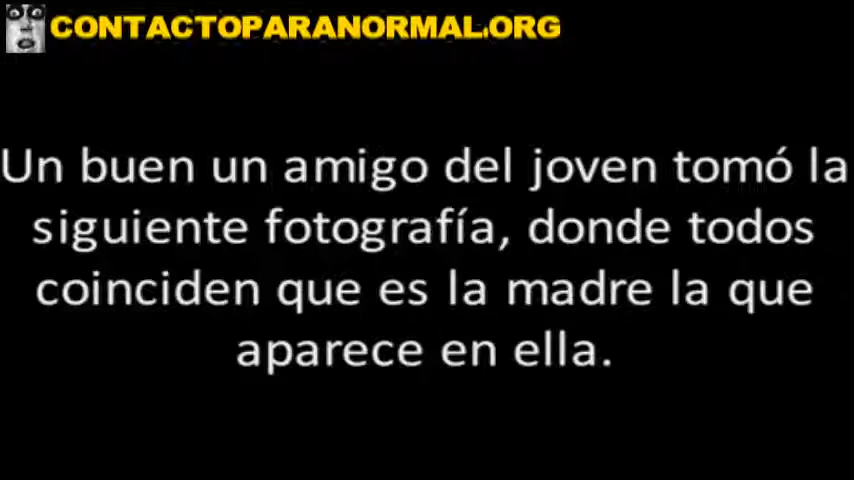 CONTACTOPARANORMAL.ORG
Un buen un amigo del joven tomó la
siguiente fotografía, donde todos
coinciden que es la madre la que
aparece en ella.